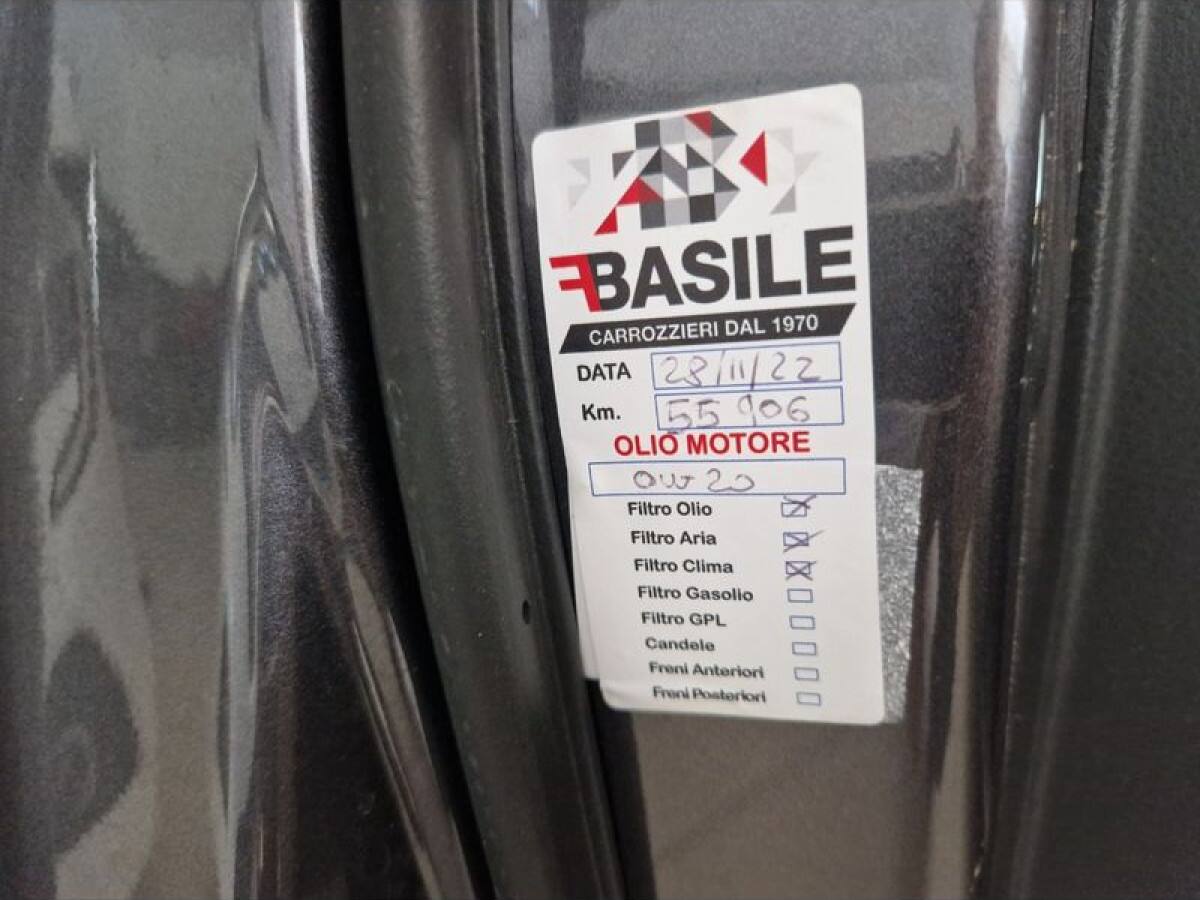 FBASILE
CARROZZIERI DAL 1970
DATA 28/11/22
Km. 55906
OLIO MOTORE
0w20
Filtro Olio
Filtro Aria
Filtro Clima
Filtro Gasolio
Filtro GPL
Candele
Freni Anteriori
Freni Posteriori